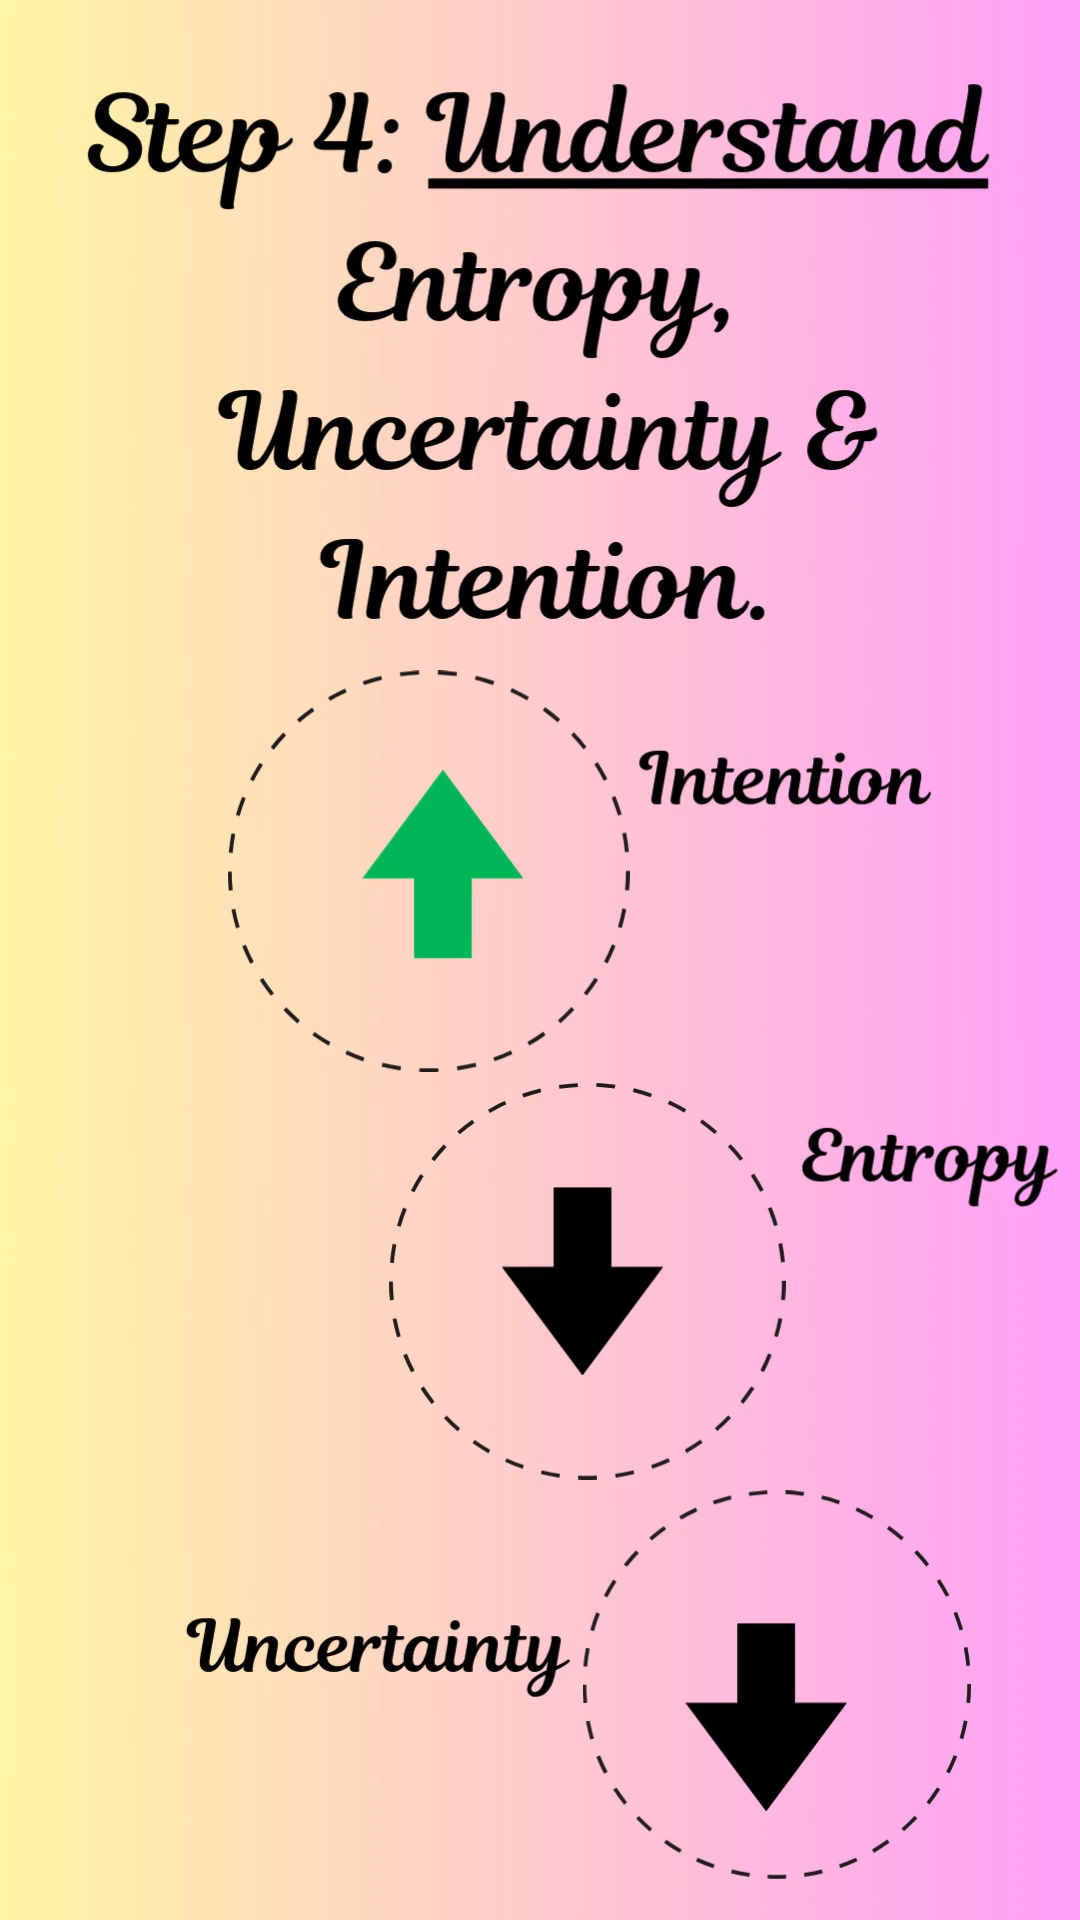 Step 4: Understand
Entropy,
Uncertainty &
Intention.
Intention
Entropy
Uncertainty